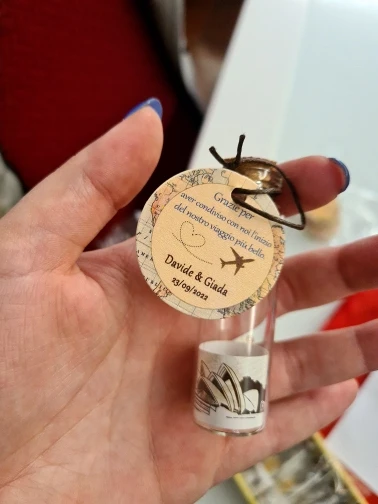 Grazie per
aver condiviso con noi l'inizio
del nostro viaggio più bello.
Davide & Giada
23/09/2022